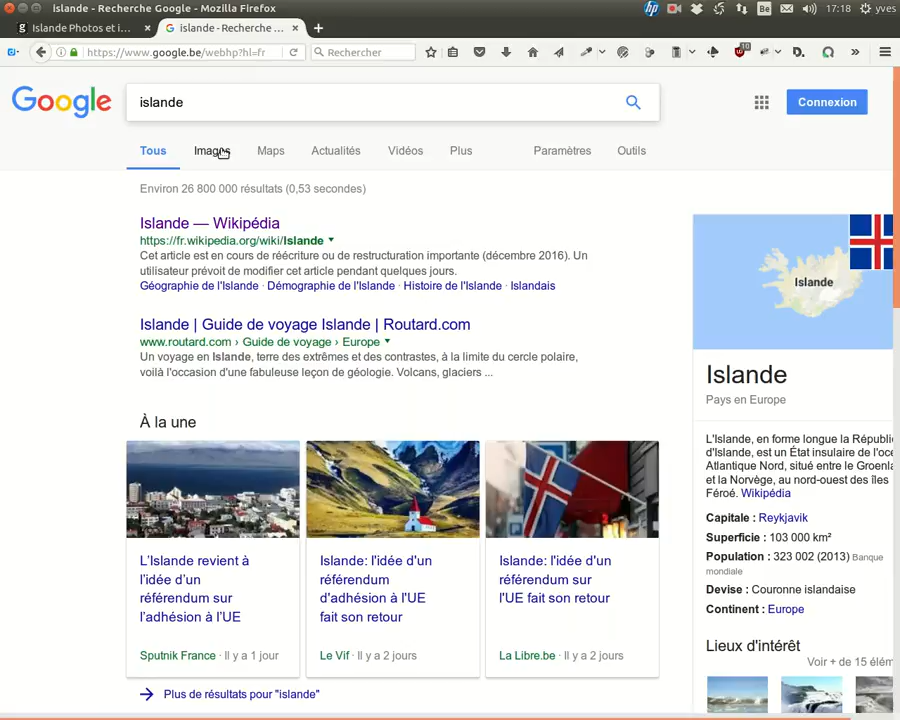 islande - Recherche Google - Mozilla Firefox
Be
17:18
yves
Islande Photos et i...
islande - Recherche ...
https://www.google.be/webhp?hl=fr
Rechercher
10
Google
islande
Connexion
Tous
Images
Maps
Actualités
Vidéos
Plus
Paramètres
Outils
Environ 26 800 000 résultats (0,53 secondes)
Islande — Wikipédia
https://fr.wikipedia.org/wiki/Islande
Cet article est en cours de réécriture ou de restructuration importante (décembre 2016). Un
utilisateur prévoit de modifier cet article pendant quelques jours.
Géographie de l'Islande · Démographie de l'Islande · Histoire de l'Islande · Islandais
Islande | Guide de voyage Islande | Routard.com
www.routard.com › Guide de voyage › Europe
Un voyage en Islande, terre des extrêmes et des contrastes, à la limite du cercle polaire,
voilà l'occasion d'une fabuleuse leçon de géologie. Volcans, glaciers ...
À la une
L'Islande revient à
l'idée d'un
référendum sur
l'adhésion à l'UE
Sputnik France · Il y a 1 jour
Islande: l'idée d'un
référendum
d'adhésion à l'UE
fait son retour
Le Vif · Il y a 2 jours
Islande: l'idée d'un
référendum sur
l'UE fait son retour
La Libre.be · Il y a 2 jours
Plus de résultats pour "islande"
Islande
Islande
Pays en Europe
L'Islande, en forme longue la Républi
d'Islande, est un État insulaire de l'océ
Atlantique Nord, situé entre le Groenla
et la Norvège, au nord-ouest des îles
Féroé. Wikipédia
Capitale : Reykjavik
Superficie : 103 000 km²
Population : 323 002 (2013) Banque
mondiale
Devise : Couronne islandaise
Continent : Europe
Lieux d'intérêt
Voir + de 15 élém